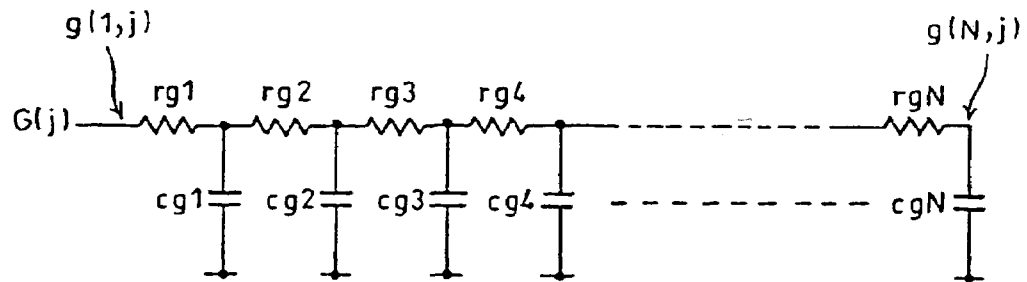 g(1,j) g(N,j)
rg1 rg2 rg3 rg4 rgN
G(j)
cg1 cg2 cg3 cg4 cgN